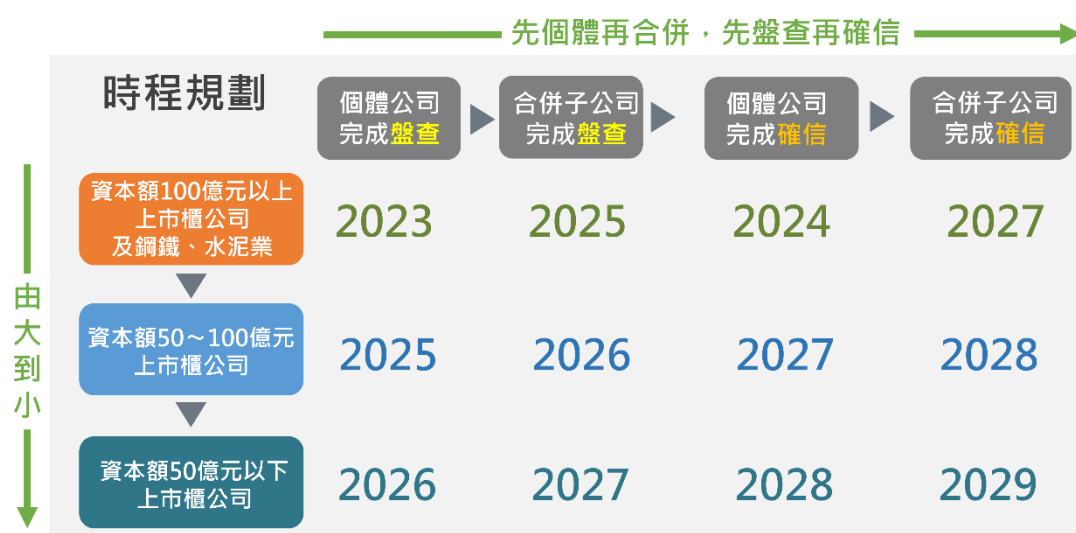 先個體再合併，先盤查再確信
時程規劃
個體公司
完成盤查
合併子公司
完成盤查
個體公司
完成確信
合併子公司
完成確信
由大到小
資本額100億元以上
上市櫃公司
及鋼鐵、水泥業
2023
2025
2024
2027
資本額50～100億元
上市櫃公司
2025
2026
2027
2028
資本額50億元以下
上市櫃公司
2026
2027
2028
2029